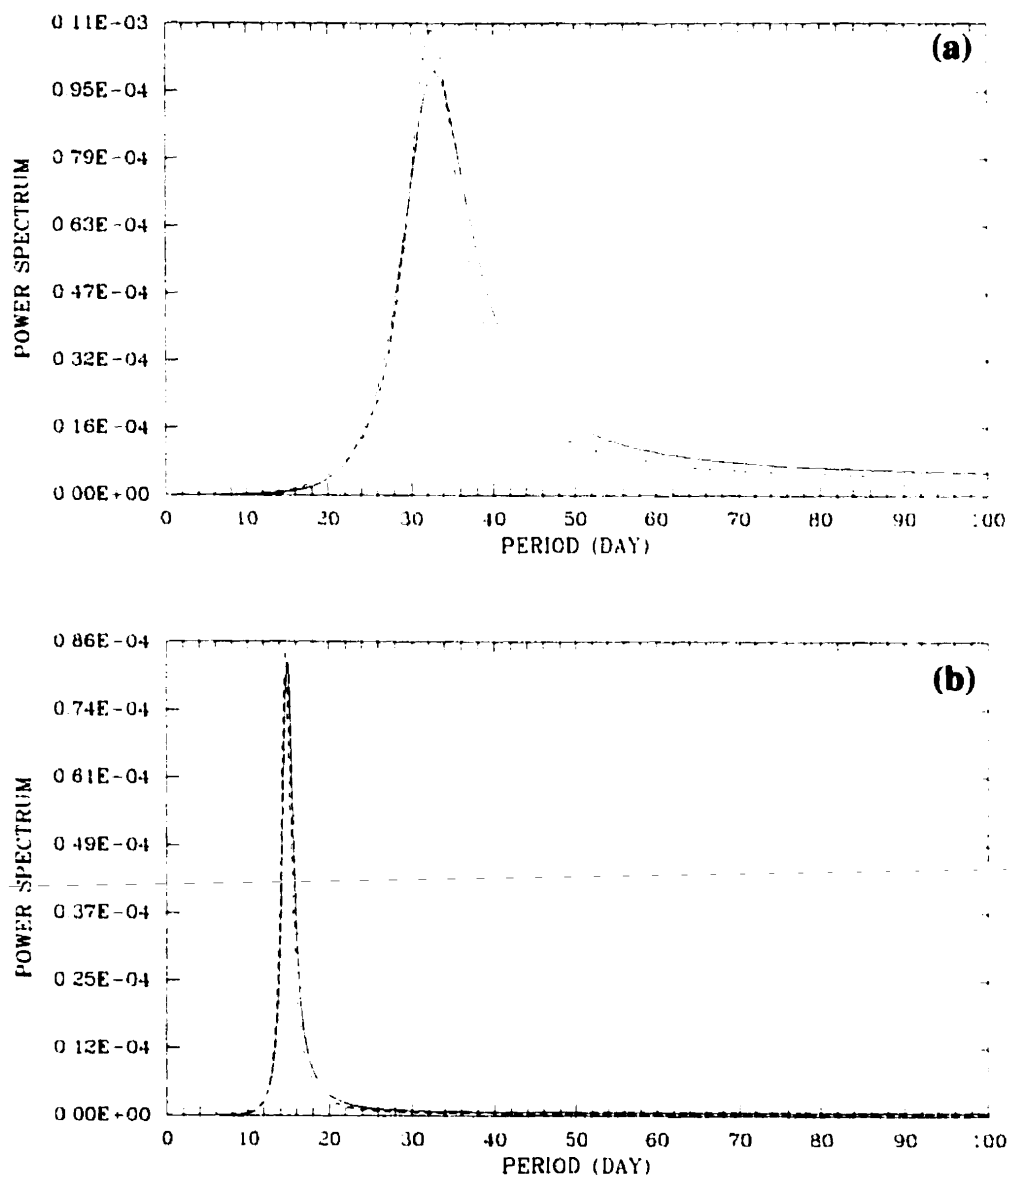 (a)
0 11E-03
0 95E-04
0 79E-04
0 63E-04
0 47E-04
0 32E-04
0 16E-04
0 00E+00
POWER SPECTRUM
0 10 20 30 40 50 60 70 80 90 100
PERIOD (DAY)
(b)
0 86E-04
0.74E-04
0 61E-04
0 49E-04
0 37E-04
0 25E-04
0 12E-04
0 00E+00
POWER SPECTRUM
0 10 20 30 40 50 60 70 80 90 100
PERIOD (DAY)